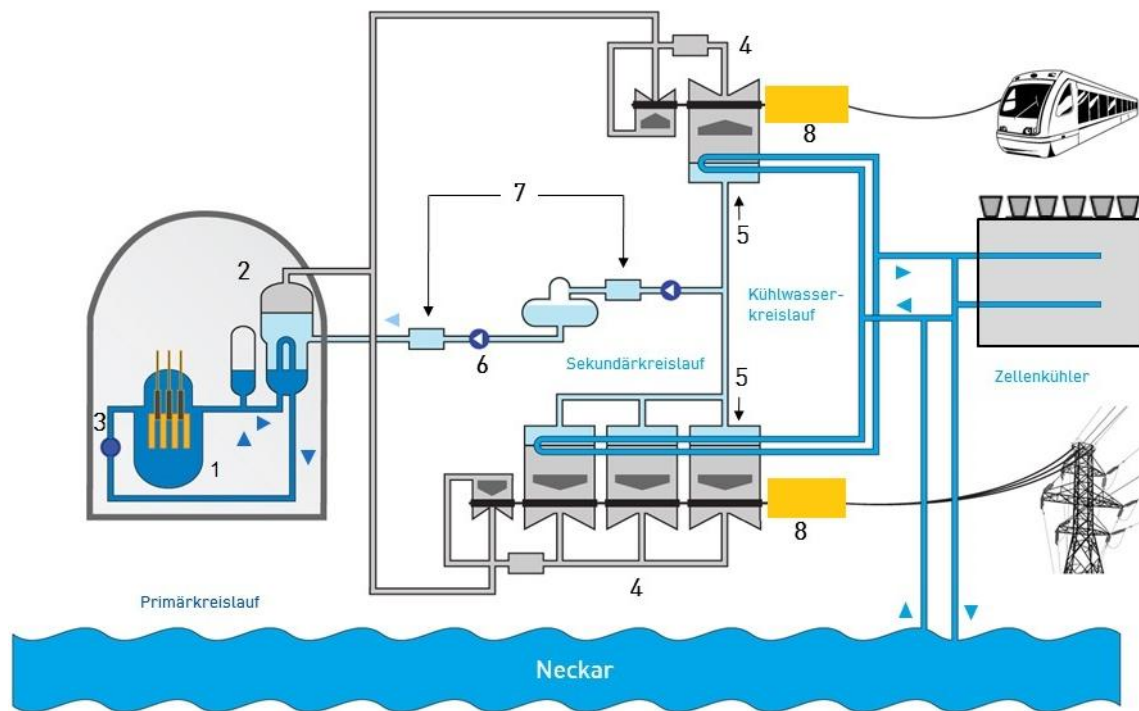 4
8
7
5
2
Kühlwasser-
kreislauf
6
Sekundärkreislauf
5
Zellenkühler
3
1
8
4
Primärkreislauf
Neckar